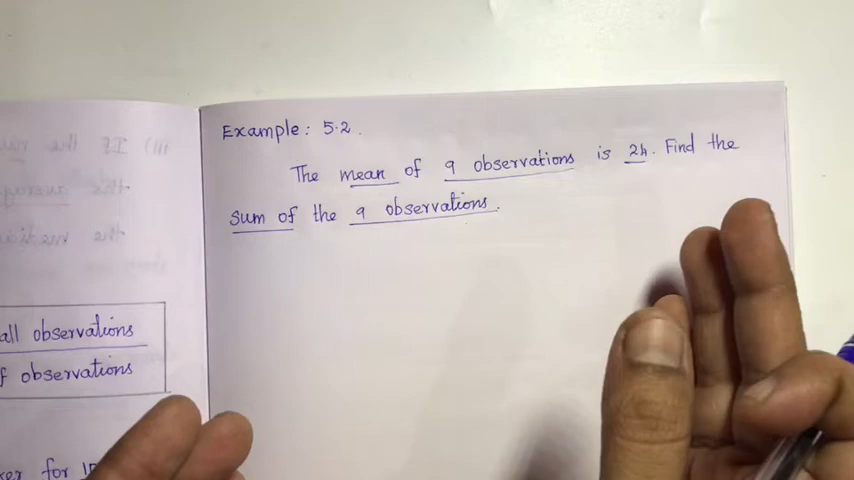 Example: 5.2.
The mean of 9 observations is 24. Find the
Sum of the 9 observations.
all observations
f observations
for